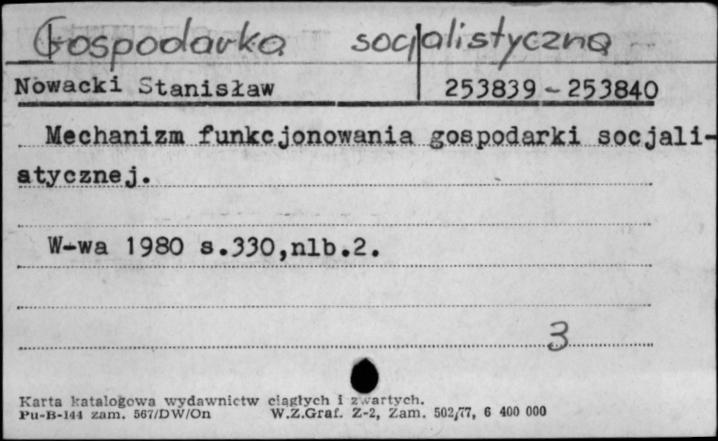 Gospodarka socjalistyczna
Nowacki Stanisław 253839-253840
Mechanizm funkcjonowania gospodarki socjali-
stycznej.
W-wa 1980 s.330,nlb.2.
3
Karta katalogowa wydawnictw ciągłych i zwartych.
Pu-B-144 zam. 567/DW/On W.Z.Graf. Z-2, Zam. 502/77, 6 400 000